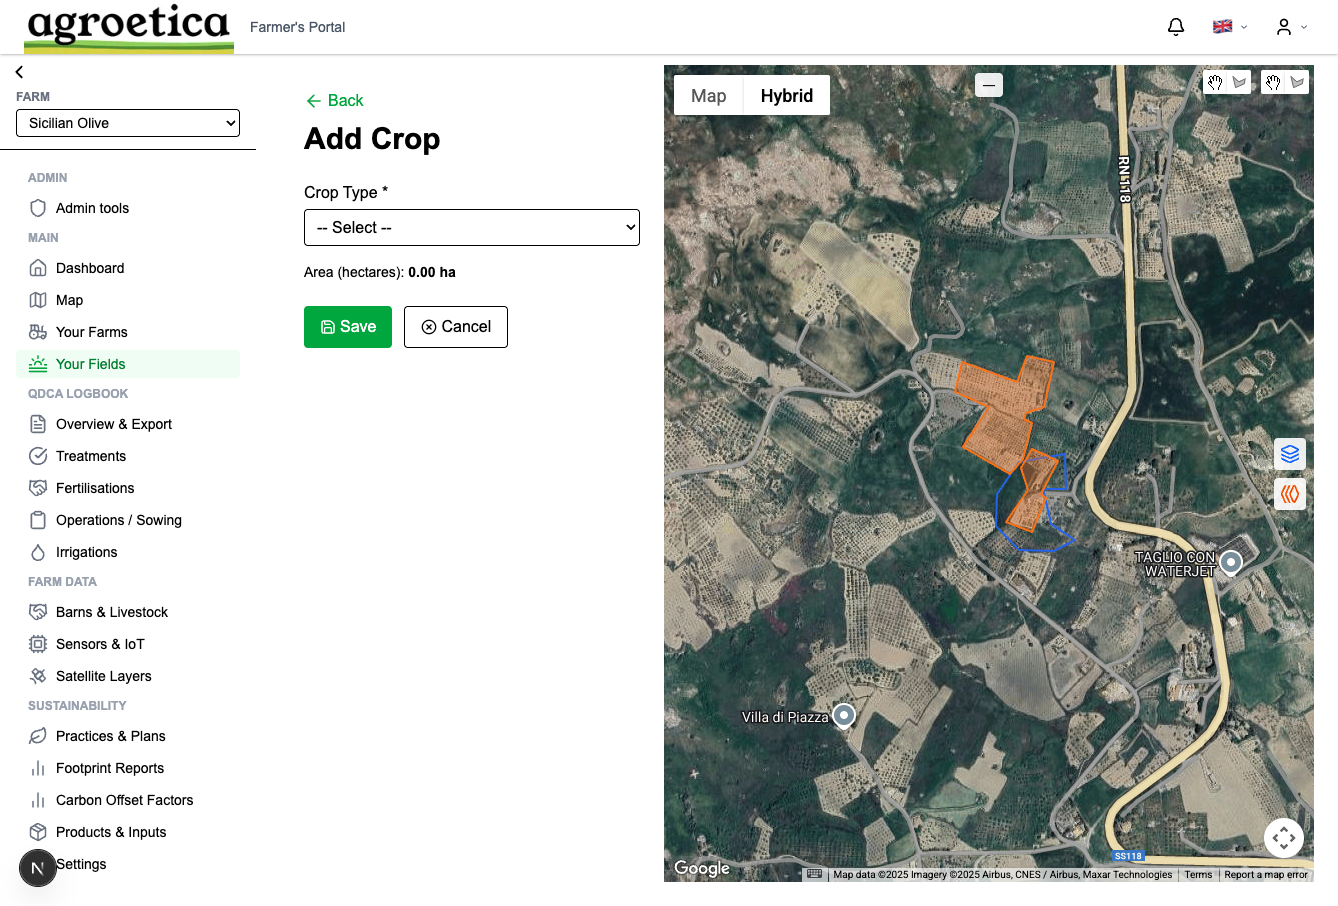 agroetica
Farmer's Portal
FARM
Sicilian Olive
ADMIN
Admin tools
MAIN
Dashboard
Map
Your Farms
Your Fields
QDCA LOGBOOK
Overview & Export
Treatments
Fertilisations
Operations / Sowing
Irrigations
FARM DATA
Barns & Livestock
Sensors & IoT
Satellite Layers
SUSTAINABILITY
Practices & Plans
Footprint Reports
Carbon Offset Factors
Products & Inputs
Settings
N
Back
Add Crop
Crop Type *
-- Select --
Area (hectares): 0.00 ha
Save
Cancel
Map
Hybrid
RN118
TAGLIO CON
WATERJET
Villa di Piazza
SS118
Google
Map data ©2025 Imagery ©2025 Airbus, CNES / Airbus, Maxar Technologies
Terms
Report a map error